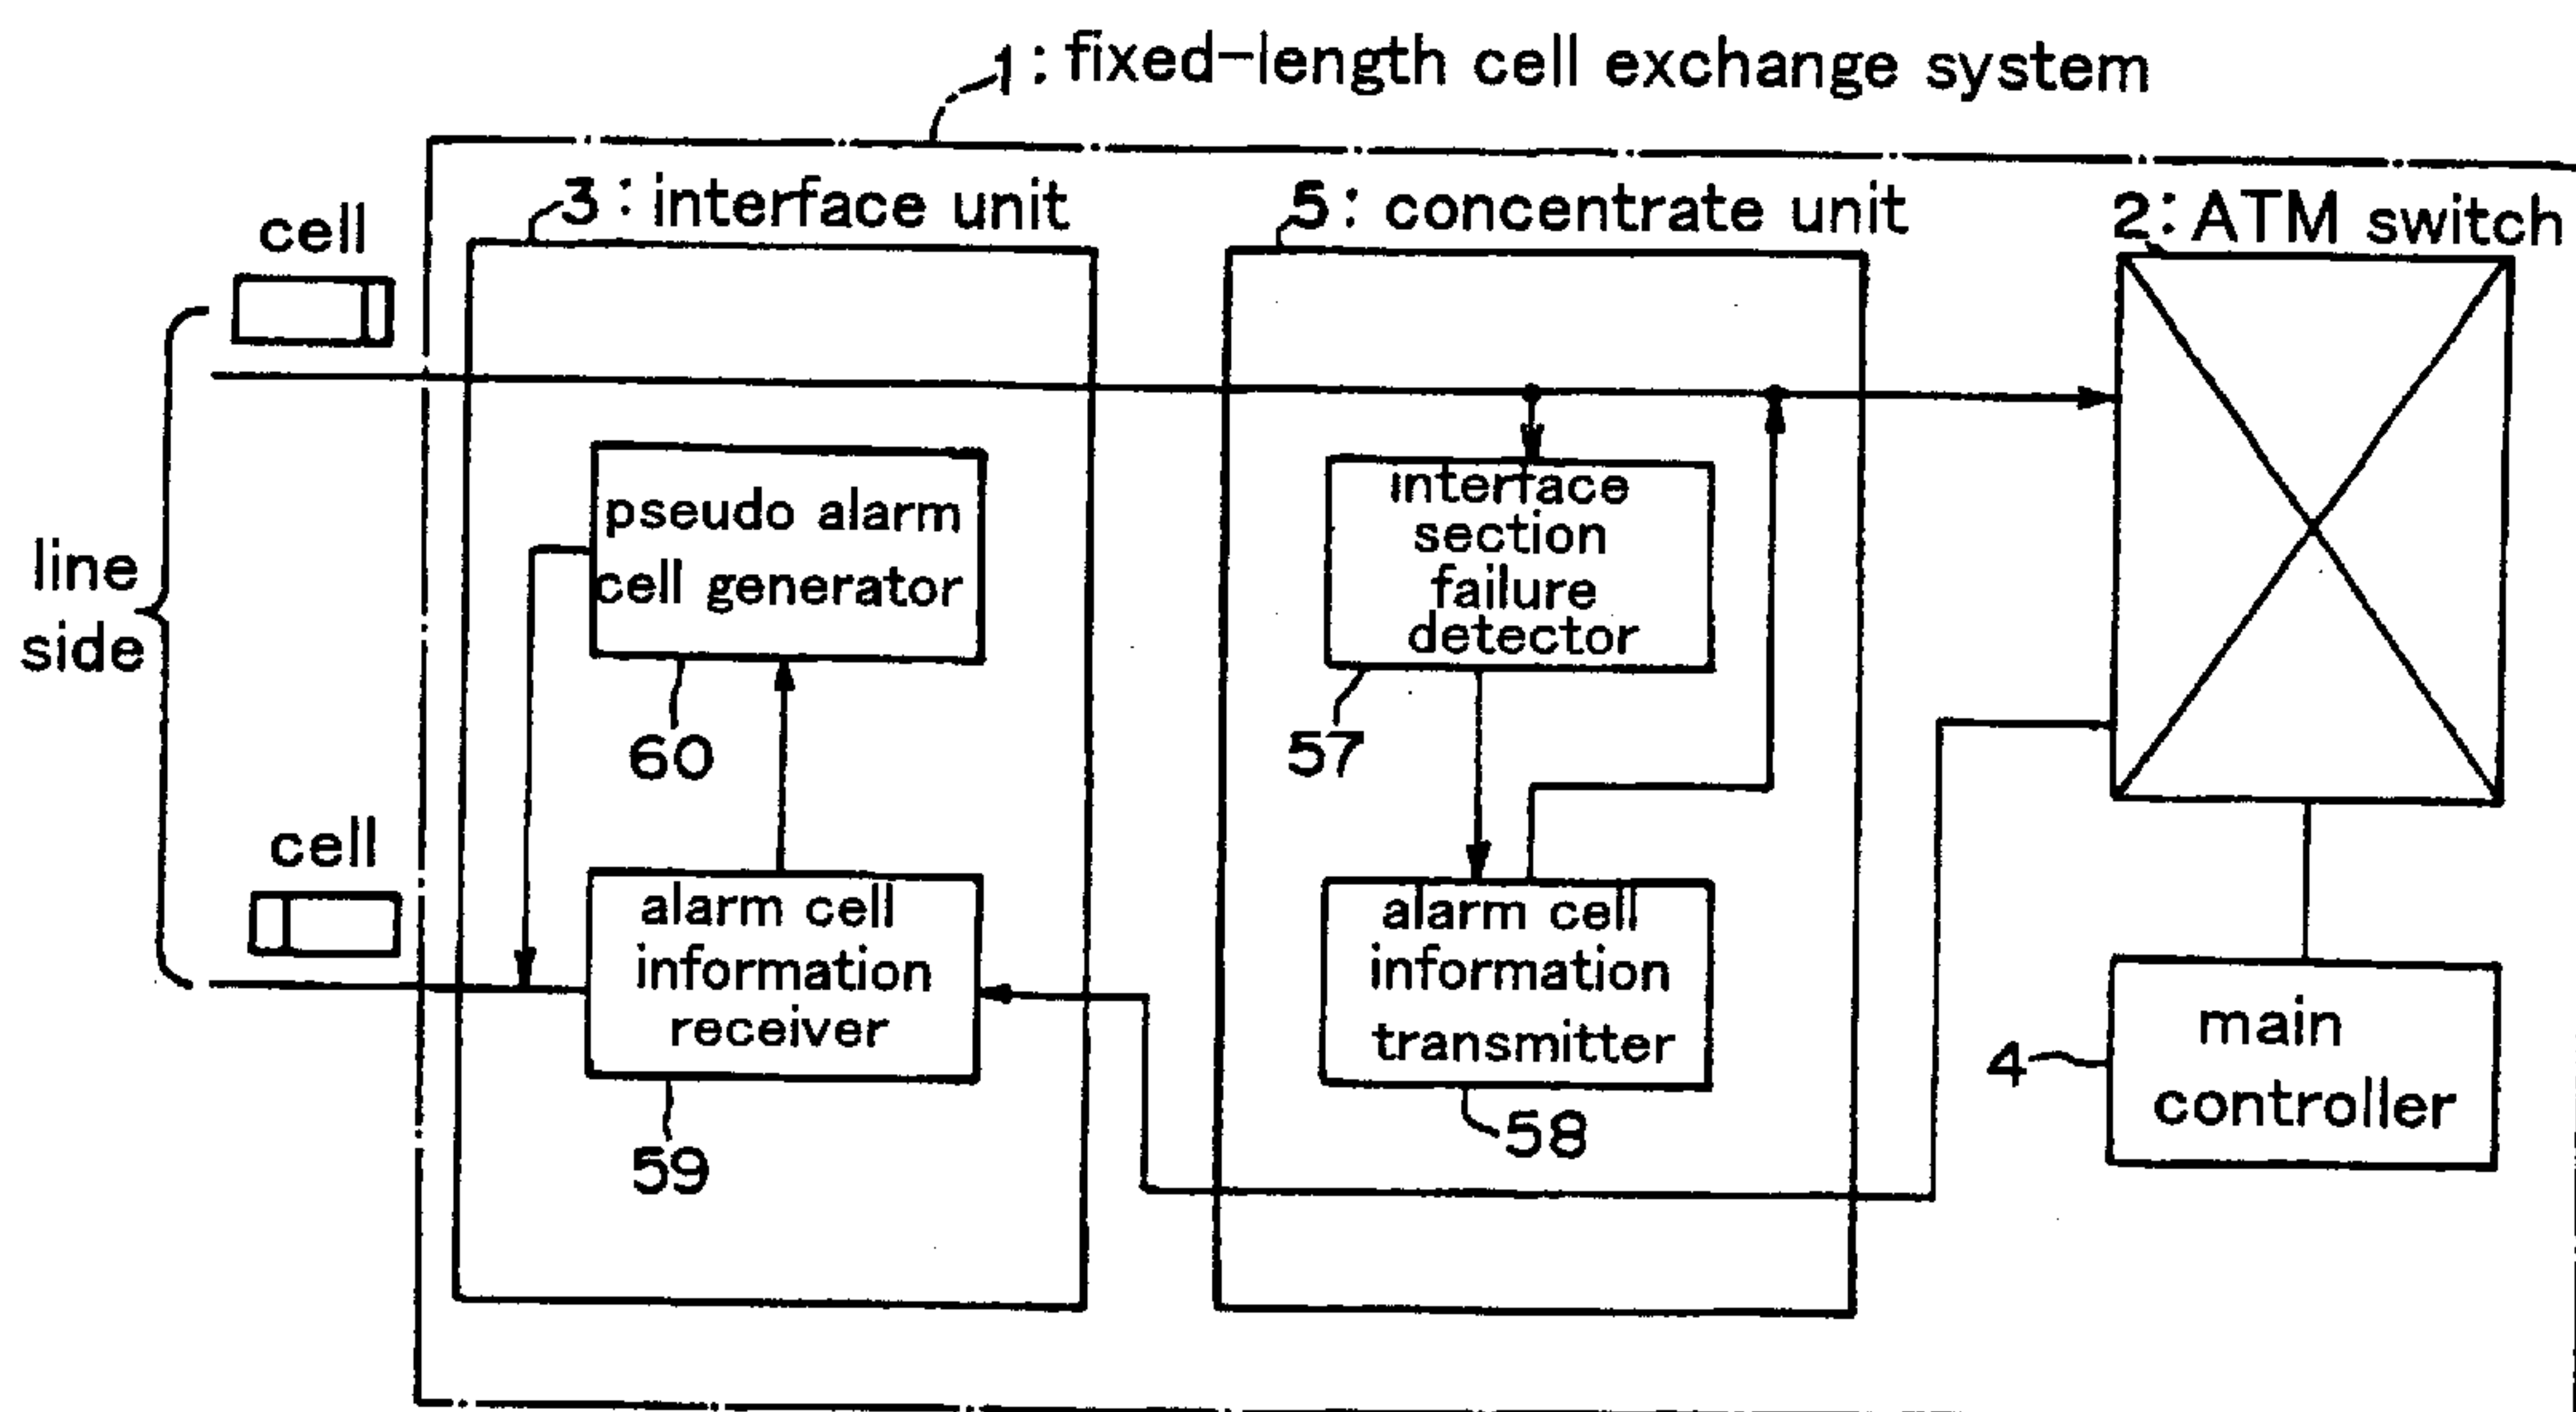 1: fixed-length cell exchange system
3: interface unit
5: concentrate unit
2: ATM switch
cell
line
side
pseudo alarm
cell generator
60
interface
section
failure
detector
57
cell
alarm cell
information
receiver
59
alarm cell
information
transmitter
58
main
controller
4